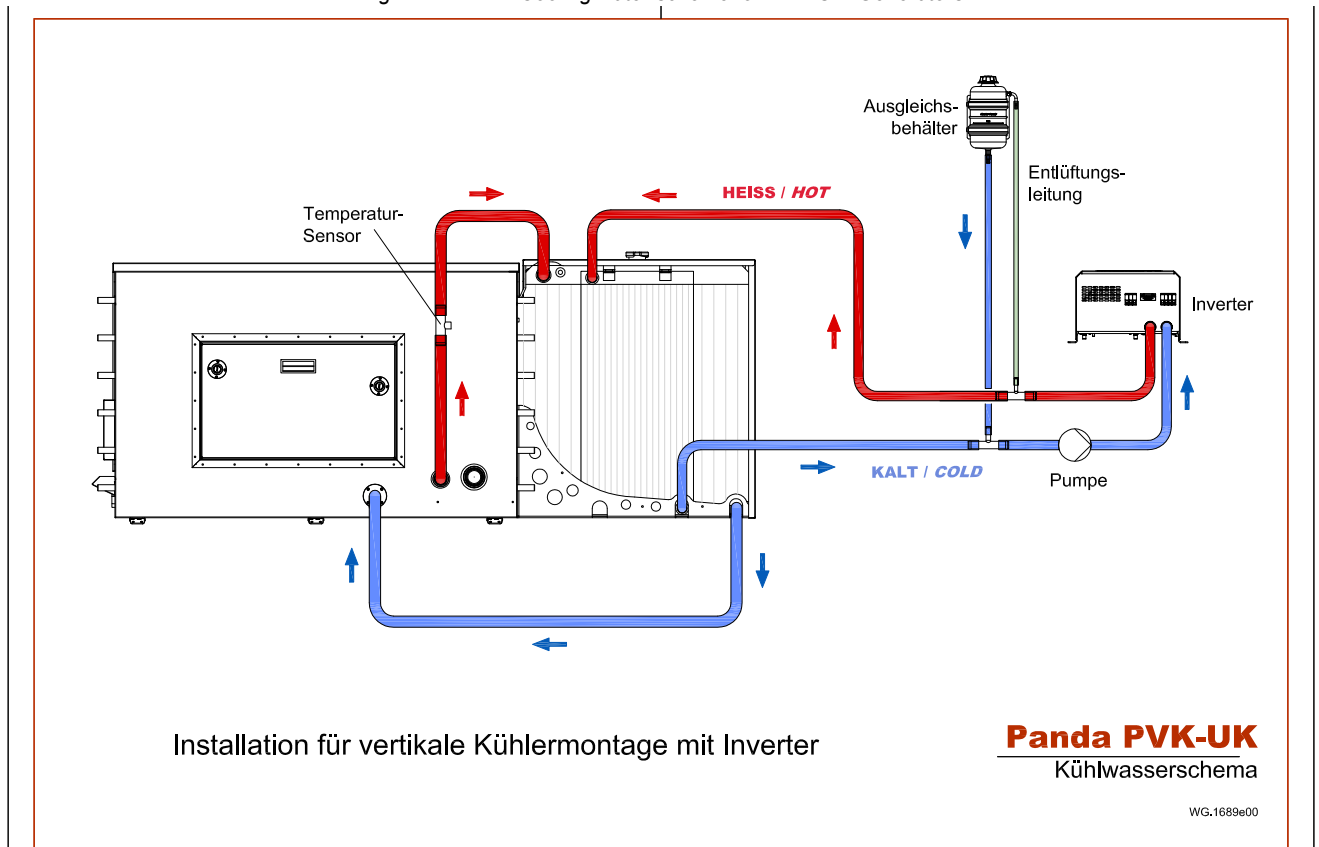 Ausgleichs-
behälter
Entlüftungs-
leitung
HEISS / HOT
Temperatur-
Sensor
Inverter
KALT / COLD
Pumpe
Installation für vertikale Kühlermontage mit Inverter
Panda PVK-UK
Kühlwasserschema
WG.1689e00